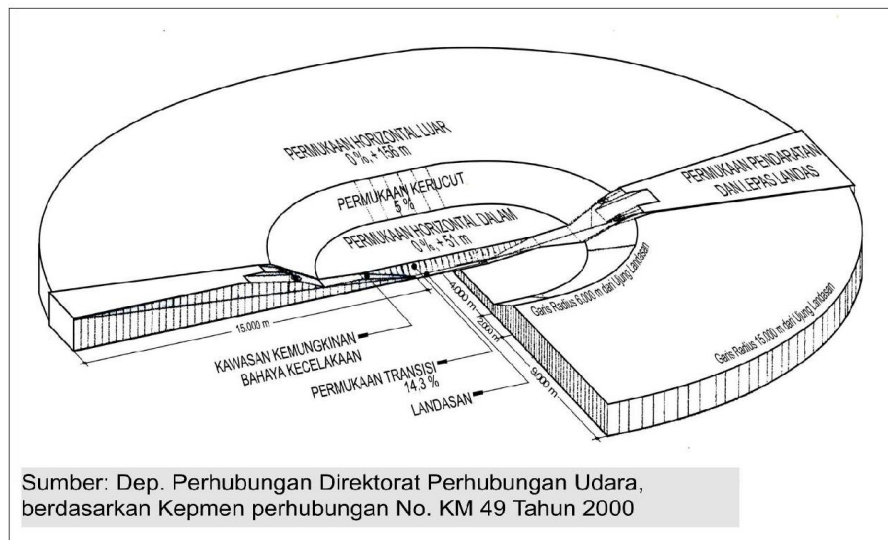 PERMUKAAN HORIZONTAL LUAR
0 %, + 156 m
PERMUKAAN KERUCUT
5 %
PERMUKAAN HORIZONTAL DALAM
0 %, + 51 m
PERMUKAAN PENDARATAN
DAN LEPAS LANDAS
15.000 m
4.000 m
2.000 m
9.000 m
Garis Radius 6.000 m dari Ujung Landasan
Garis Radius 15.000 m dari Ujung Landasan
KAWASAN KEMUNGKINAN
BAHAYA KECELAKAAN
PERMUKAAN TRANSISI
14.3 %
LANDASAN
Sumber: Dep. Perhubungan Direktorat Perhubungan Udara,
berdasarkan Kepmen perhubungan No. KM 49 Tahun 2000